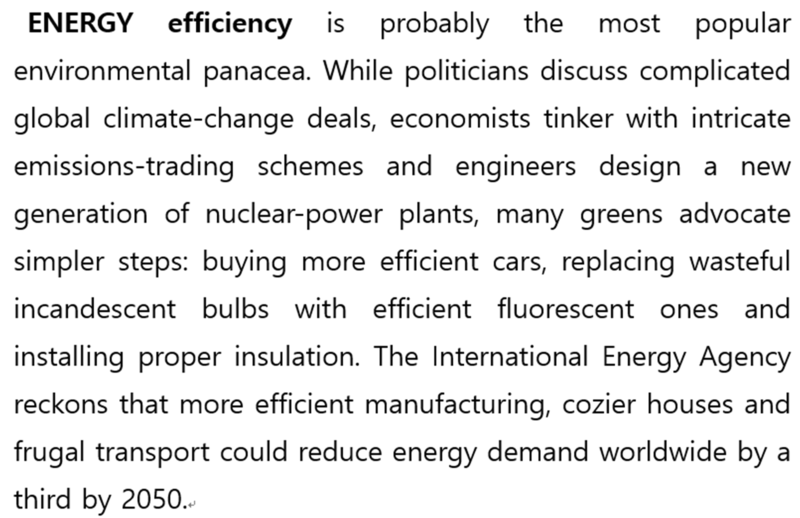 ENERGY efficiency is probably the most popular
environmental panacea. While politicians discuss complicated
global climate-change deals, economists tinker with intricate
emissions-trading schemes and engineers design a new
generation of nuclear-power plants, many greens advocate
simpler steps: buying more efficient cars, replacing wasteful
incandescent bulbs with efficient fluorescent ones and
installing proper insulation. The International Energy Agency
reckons that more efficient manufacturing, cozier houses and
frugal transport could reduce energy demand worldwide by a
third by 2050.